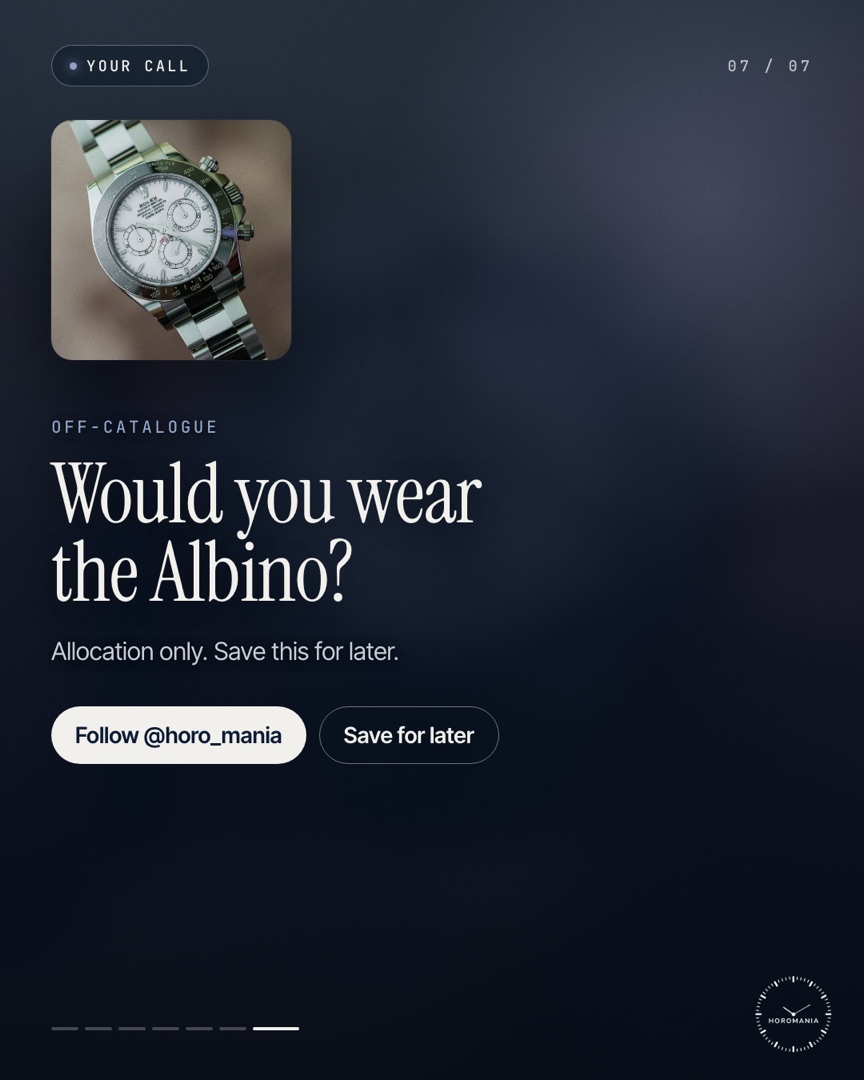 YOUR CALL
07 / 07
ROLEX
OFF-CATALOGUE
Would you wear
the Albino?
Allocation only. Save this for later.
Follow @horo_mania
Save for later
HOROMANIA